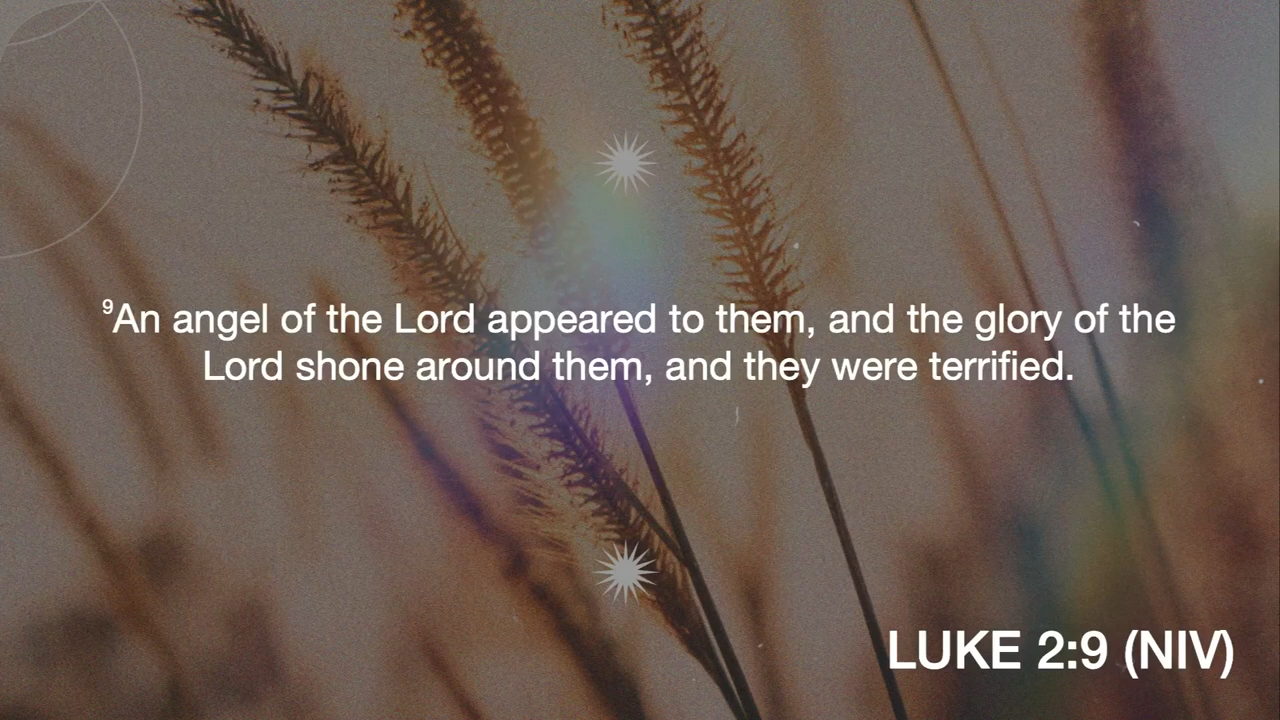 ⁹An angel of the Lord appeared to them, and the glory of the
Lord shone around them, and they were terrified.
LUKE 2:9 (NIV)